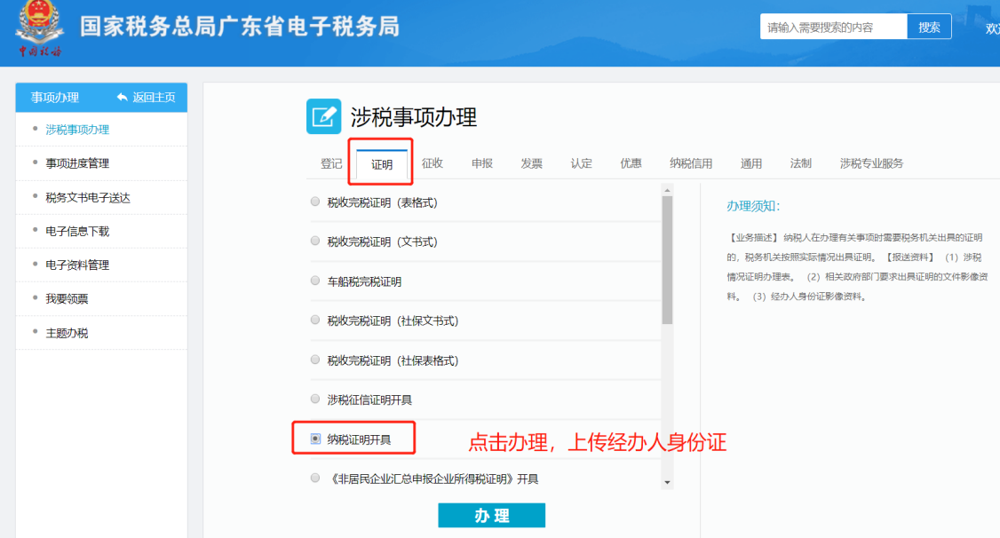 国家税务总局广东省电子税务局
中国税务
请输入需要搜索的内容
搜索
欢
事项办理
返回主页
涉税事项办理
事项进度管理
税务文书电子送达
电子信息下载
电子资料管理
我要领票
主题办税
涉税事项办理
登记 证明 征收 申报 发票 认定 优惠 纳税信用 通用 法制 涉税专业服务
税收完税证明（表格式）
税收完税证明（文书式）
车船税完税证明
税收完税证明（社保文书式）
税收完税证明（社保表格式）
涉税征信证明开具
纳税证明开具
点击办理，上传经办人身份证
《非居民企业汇总申报企业所得税证明》开具
办 理
办理须知：
【业务描述】 纳税人在办理有关事项时需要税务机关出具的证明
的，税务机关按照实际情况出具证明。 【报送资料】 （1）涉税
情况证明办理表。 （2）相关政府部门要求出具证明的文件影像资
料。 （3）经办人身份证影像资料。